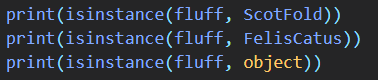 print(isinstance(fluff, ScotFold))
print(isinstance(fluff, FelisCatus))
print(isinstance(fluff, object))